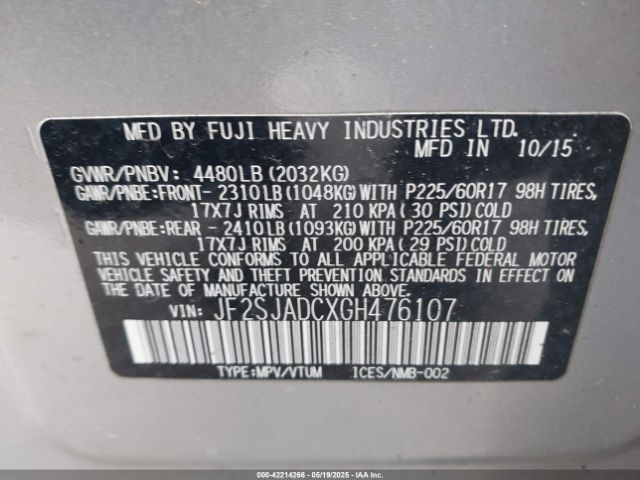 MFD BY FUJI HEAVY INDUSTRIES LTD.
MFD IN 10/15
GVWR/PNBV: 4480LB (2032KG)
GAWR/PNBE:FRONT- 2310LB(1048KG)WITH P225/60R17 98H TIRES,
17X7J RIMS AT 210 KPA( 30 PSI)COLD
GAWR/PNBE:REAR - 2410LB(1093KG)WITH P225/60R17 98H TIRES,
17X7J RIMS AT 200 KPA( 29 PSI)COLD
THIS VEHICLE CONFORMS TO ALL APPLICABLE FEDERAL MOTOR
VEHICLE SAFETY AND THEFT PREVENTION STANDARDS IN EFFECT ON
THE DATE OF MANUFACTURE SHOWN ABOVE.
VIN: JF2SJADCXGH476107
TYPE:MPV/VTUM ICES/NMB-002
000-42214266 - 05/19/2025 - IAAI.COM